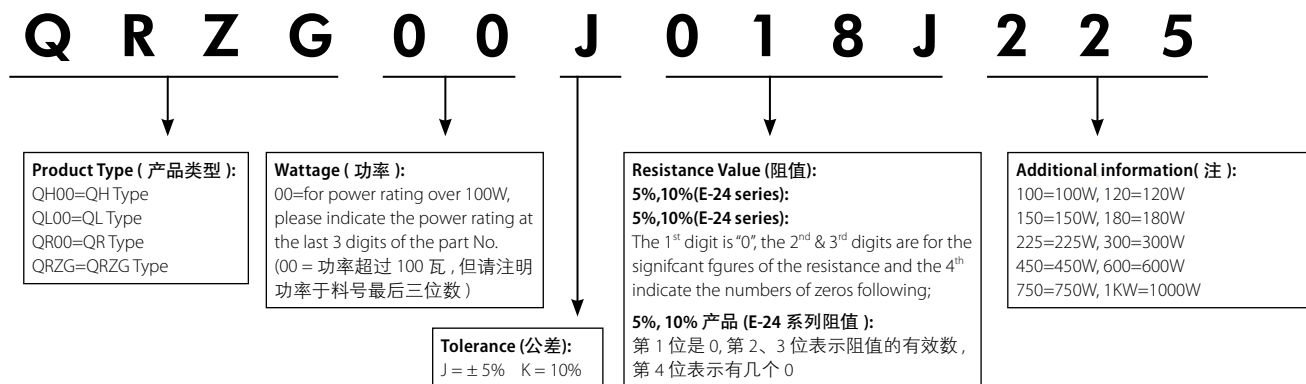 QRZG00J018J225
Product Type ( 产品类型 ):
QH00=QH Type
QL00=QL Type
QR00=QR Type
QRZG=QRZG Type
Wattage ( 功率 ):
00=for power rating over 100W,
please indicate the power rating at
the last 3 digits of the part No.
(00 = 功率超过 100 瓦 , 但请注明
功率于料号最后三位数 )
Tolerance (公差):
J = ± 5%   K = 10%
Resistance Value (阻值):
5%,10%(E-24 series):
5%,10%(E-24 series):
The 1st digit is “0”, the 2nd & 3rd digits are for the
signifcant fgures of the resistance and the 4th
indicate the numbers of zeros following;
5%, 10% 产品 (E-24 系列阻值 ):
第 1 位是 0, 第 2、3 位表示阻值的有效数 ,
第 4 位表示有几个 0
Additional information( 注 ):
100=100W, 120=120W
150=150W, 180=180W
225=225W, 300=300W
450=450W, 600=600W
750=750W, 1KW=1000W